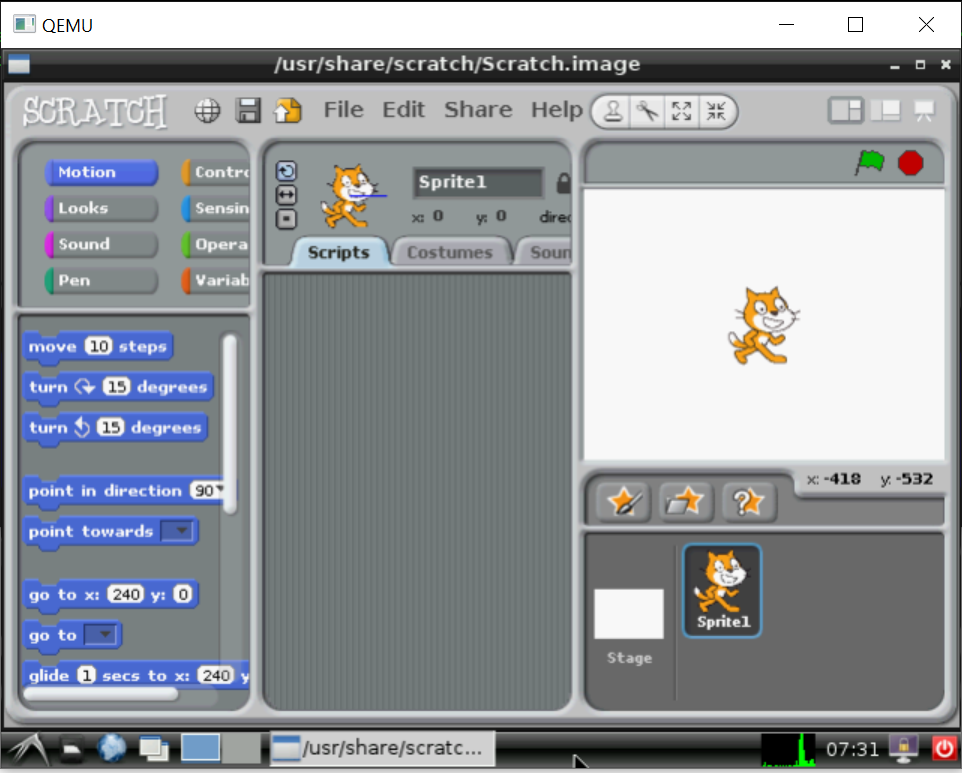 QEMU
/usr/share/scratch/Scratch.image
SCRATCH File Edit Share Help
Motion Contro
Looks Sensin
Sound Opera
Pen Variab
Sprite1
x: 0 y: 0 direc
Scripts Costumes Soun
move 10 steps
turn 15 degrees
turn 15 degrees
point in direction 90
point towards
go to x: 240 y: 0
go to
glide 1 secs to x: 240 y
x: -418 y: -532
Sprite1
Stage
/usr/share/scratc... 07:31